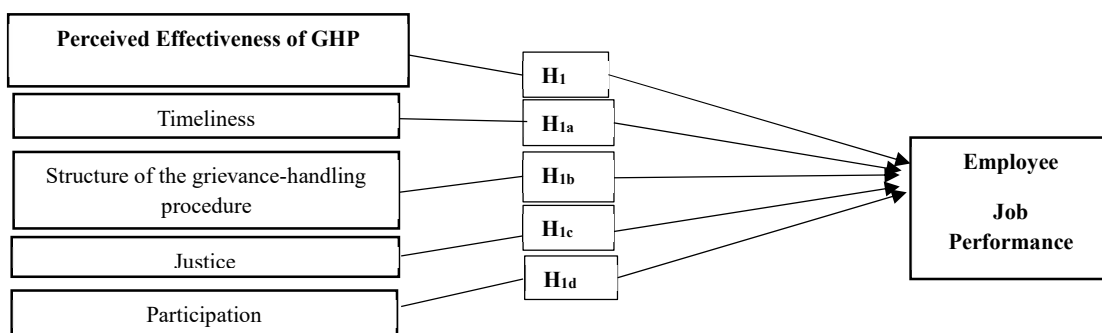 Perceived Effectiveness of GHP
H1
Timeliness
H1a
Structure of the grievance-handling
procedure
H1b
Justice
H1c
Participation
H1d
Employee
Job
Performance